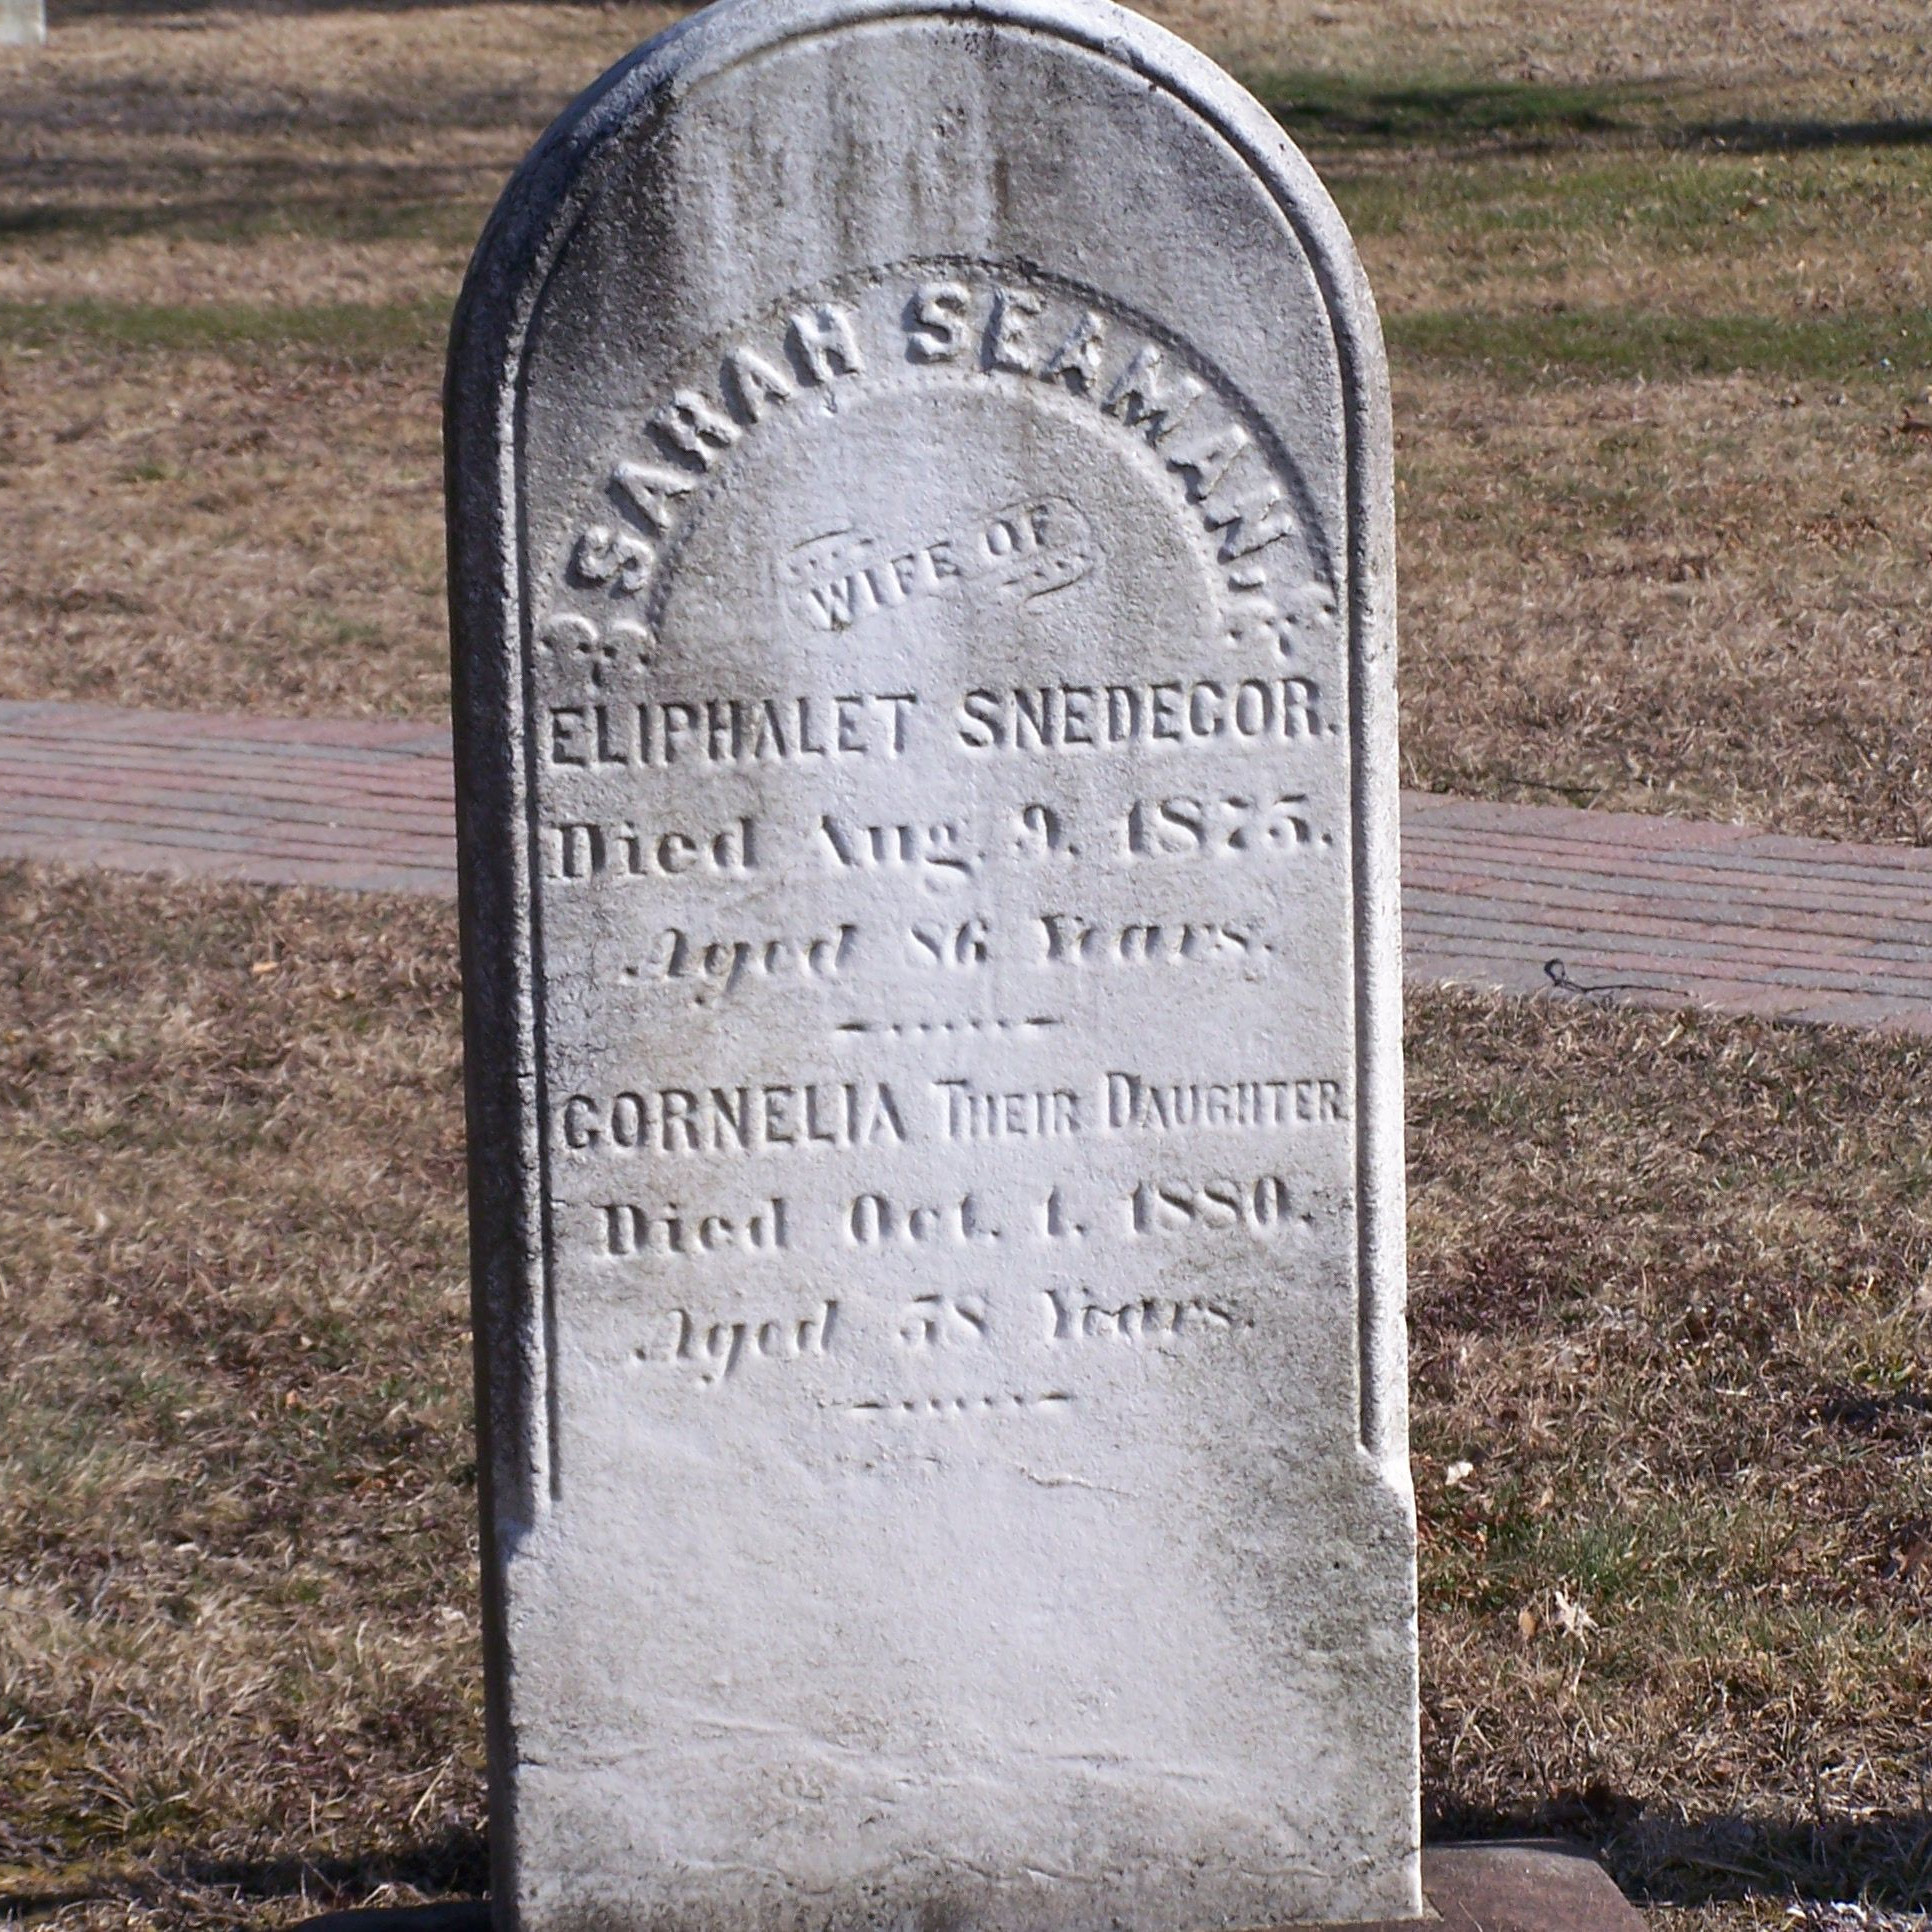 SARAH SEAMAN,
WIFE OF
ELIPHALET SNEDECOR.
Died Aug. 9. 1875.
Aged 86 Years.
CORNELIA THEIR DAUGHTER
Died Oct. 1. 1880.
Aged 58 Years.